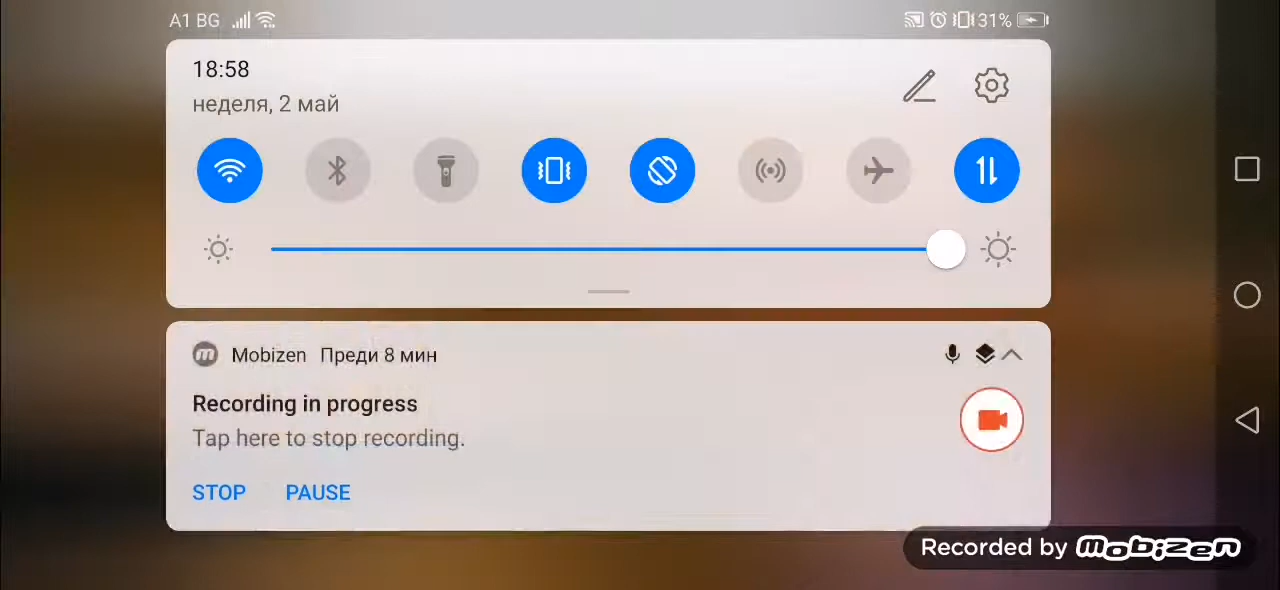 A1 BG
31%
18:58
неделя, 2 май
Mobizen Преди 8 мин
Recording in progress
Tap here to stop recording.
STOP PAUSE
Recorded by mobizen